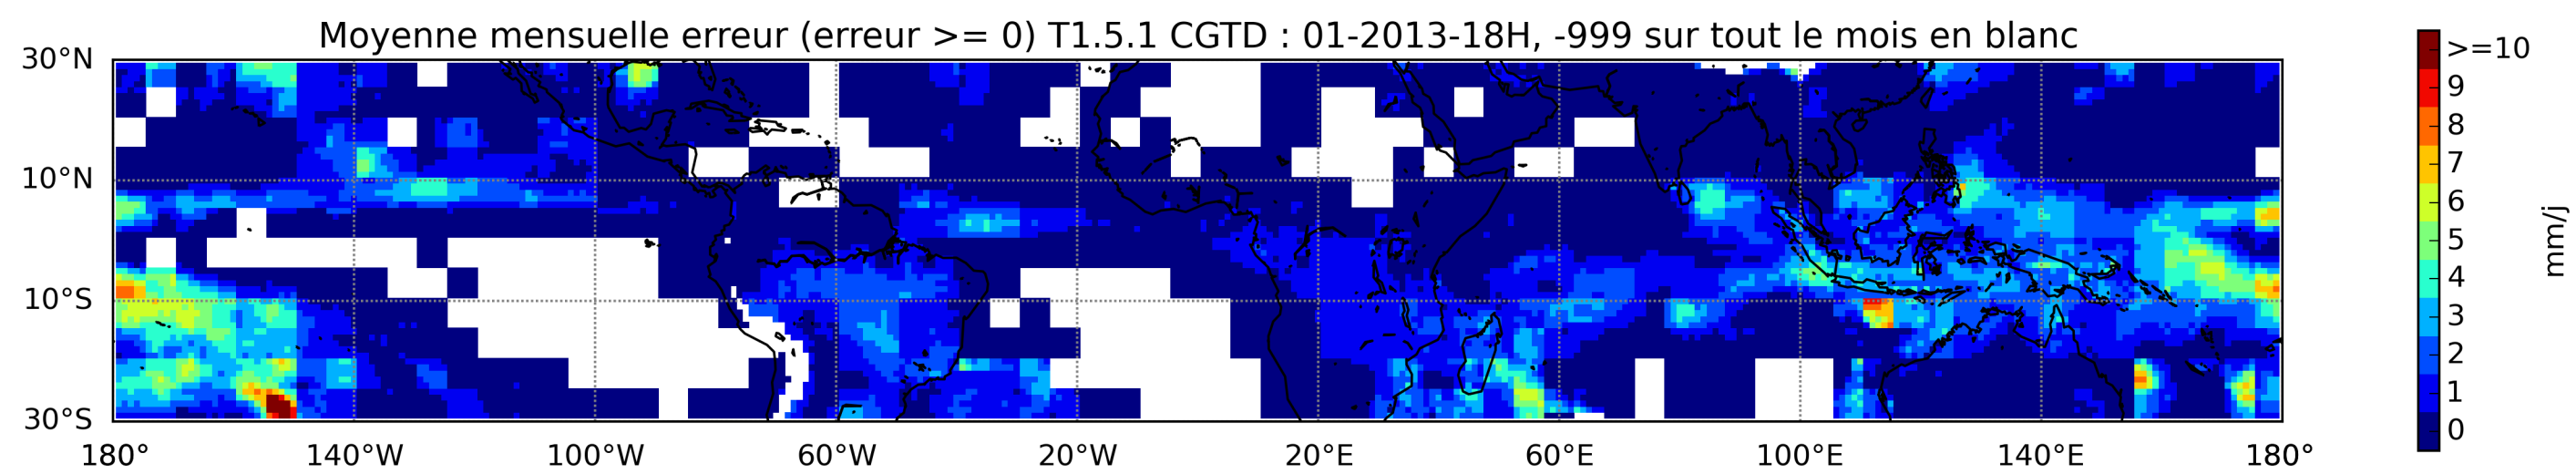 Moyenne mensuelle erreur (erreur >= 0) T1.5.1 CGTD : 01-2013-18H, -999 sur tout le mois en blanc
30°N
10°N
10°S
30°S
180° 140°W 100°W 60°W 20°W 20°E 60°E 100°E 140°E 180°
>=10
9
8
7
6
5
4
3
2
1
0
mm/j